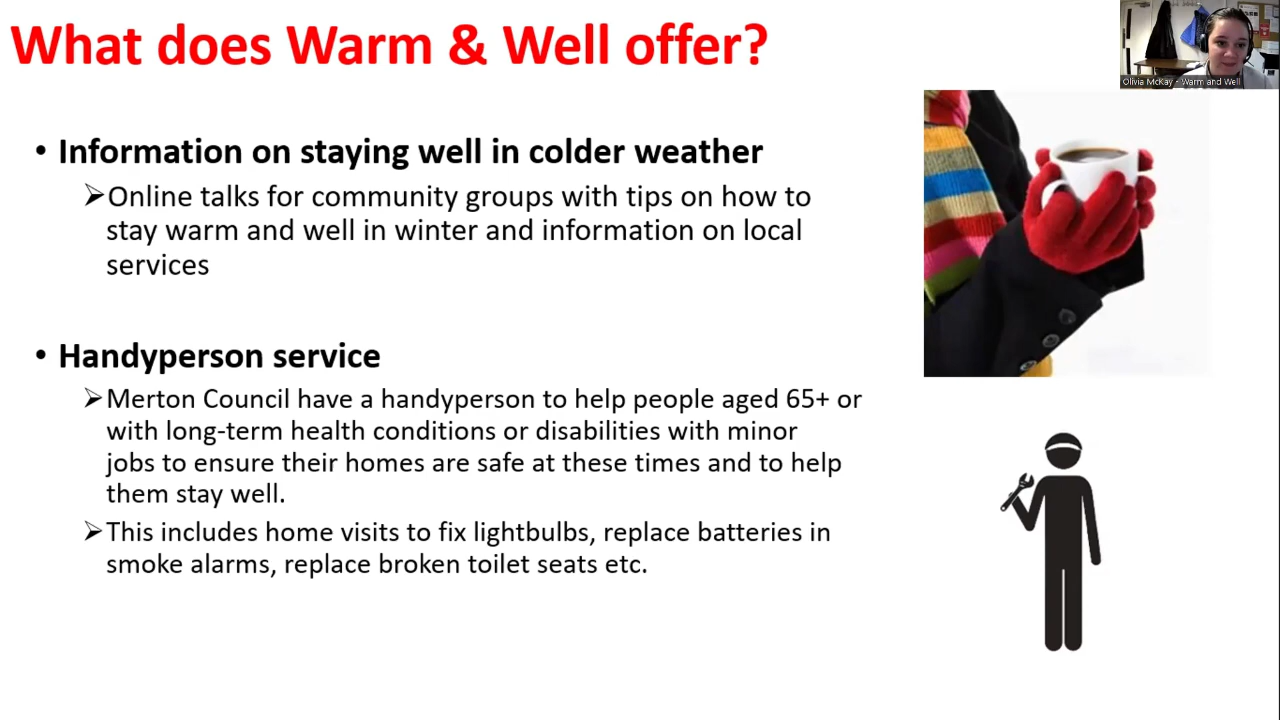 What does Warm & Well offer?
Olivia McKay - Warm and Well
• Information on staying well in colder weather
➢Online talks for community groups with tips on how to
stay warm and well in winter and information on local
services
• Handyperson service
➢Merton Council have a handyperson to help people aged 65+ or
with long-term health conditions or disabilities with minor
jobs to ensure their homes are safe at these times and to help
them stay well.
➢This includes home visits to fix lightbulbs, replace batteries in
smoke alarms, replace broken toilet seats etc.